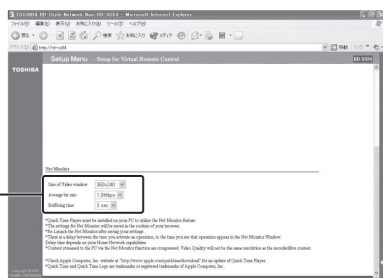 TOSHIBA RD-Style Network Navi RD-XS54 - Microsoft Internet Explorer
http://rd-xs54
移動
TOSHIBA
Setup Menu Setup for Virtual Remote Control
RD-XS54
Net Monitor
Size of Video window 360x240
Average bit rate 1.0Mbps
Buffering time 3 sec
*Quick Time Player must be installed on your PC to utilize the Net Monitor feature.
*The settings for Net Monitor will be saved in the cookies of your browser.
*Re-Launch the Net Monitor after saving your settings.
*There is a delay between the time you activate an operation, to the time you see that operation appears in the Net Monitor Window.
Delay time depends on your Home Network capabilities.
*Content streamed to the PC via the Net Monitor function are compressed. Video Quality will not be the same resolution as the recorded/live content.
*Check Apple Computer, Inc. website at "http://www.apple.com/quicktime/download/" for an update of Quick Time Player.
*Quick Time and Quick Time Logo are trademarks or registered trademarks of Apple Computer, Inc.